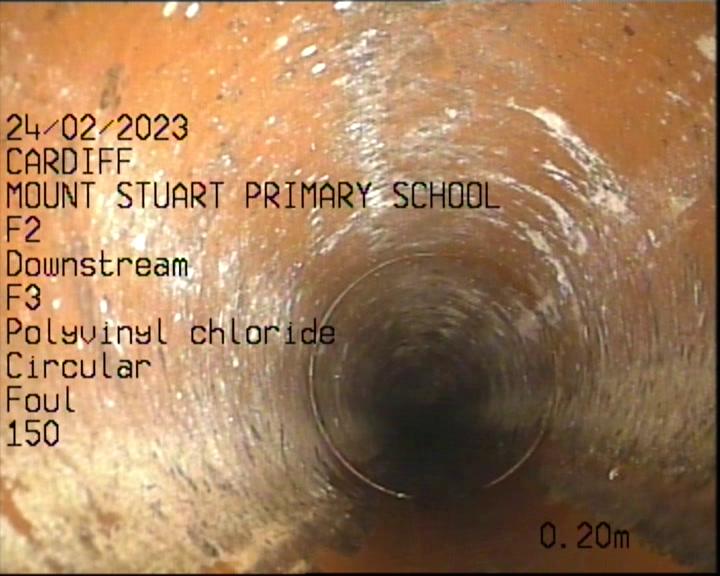 24/02/2023
CARDIFF
MOUNT STUART PRIMARY SCHOOL
F2
Downstream
F3
Polyvinyl chloride
Circular
Foul
150
0.20m